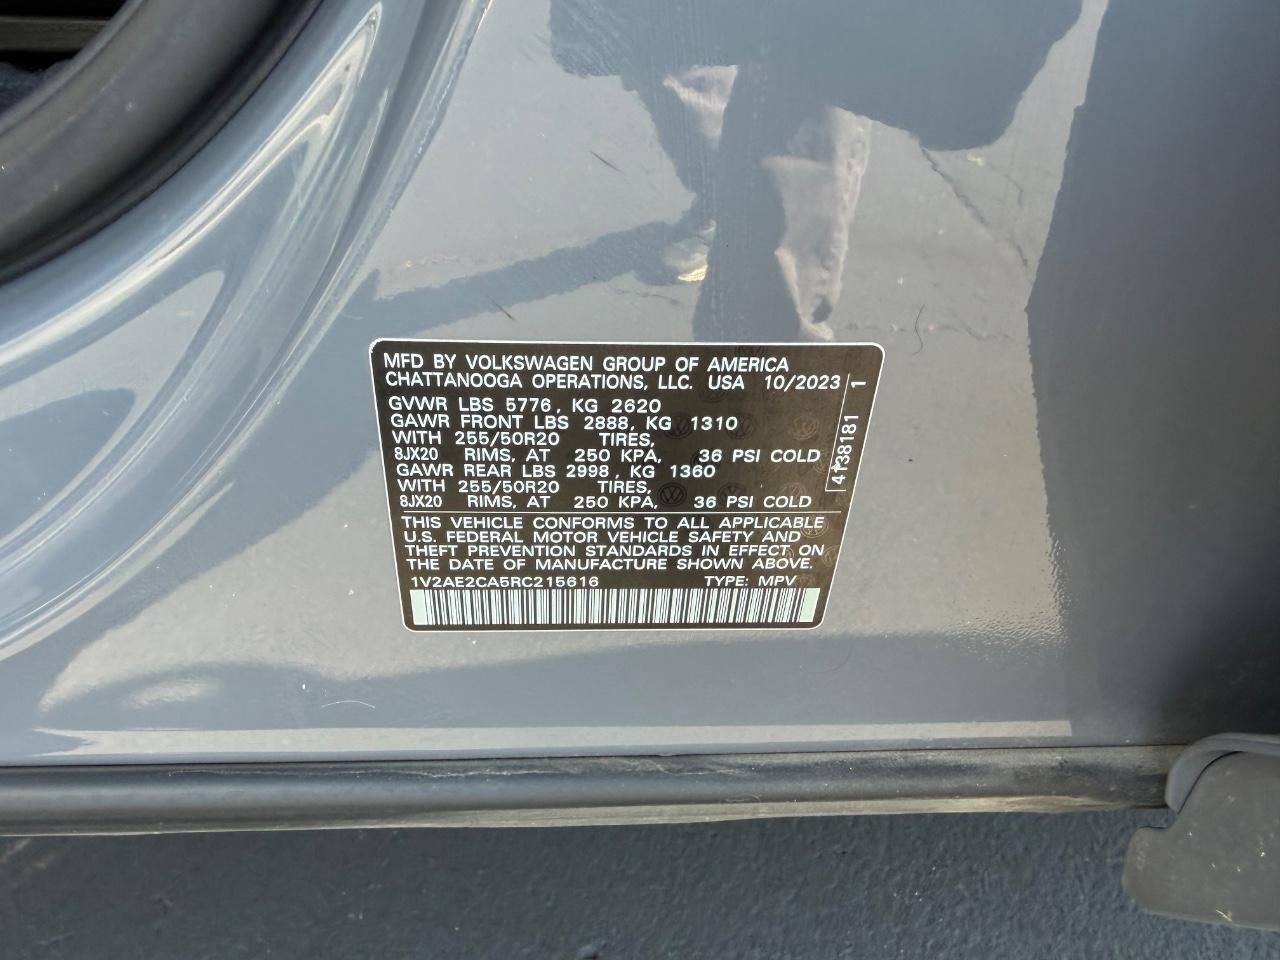 MFD BY VOLKSWAGEN GROUP OF AMERICA
CHATTANOOGA OPERATIONS, LLC. USA 10/2023
GVWR LBS 5776, KG 2620
GAWR FRONT LBS 2888, KG 1310
WITH 255/50R20 TIRES,
8JX20 RIMS, AT 250 KPA, 36 PSI COLD
GAWR REAR LBS 2998, KG 1360
WITH 255/50R20 TIRES,
8JX20 RIMS, AT 250 KPA, 36 PSI COLD
4138181 1
THIS VEHICLE CONFORMS TO ALL APPLICABLE
U.S. FEDERAL MOTOR VEHICLE SAFETY AND
THEFT PREVENTION STANDARDS IN EFFECT ON
THE DATE OF MANUFACTURE SHOWN ABOVE.
1V2AE2CA5RC215616 TYPE: MPV